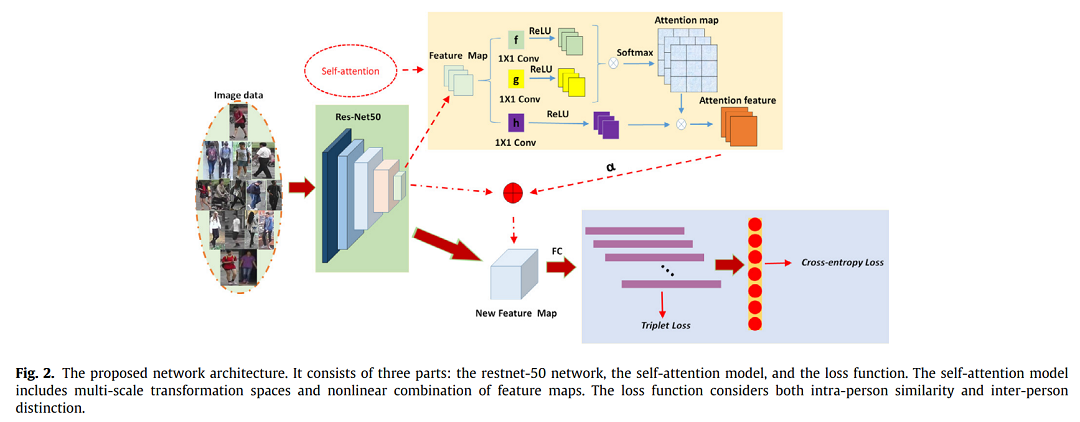 Attention map
ReLU
f
Feature Map
1X1 Conv
Softmax
Self-attention
ReLU
g
Image data
1X1 Conv
Attention feature
Res-Net50
ReLU
h
1X1 Conv
α
FC
Cross-entropy Loss
New Feature Map
Triplet Loss
Fig. 2. The proposed network architecture. It consists of three parts: the restnet-50 network, the self-attention model, and the loss function. The self-attention model
includes multi-scale transformation spaces and nonlinear combination of feature maps. The loss function considers both intra-person similarity and inter-person
distinction.